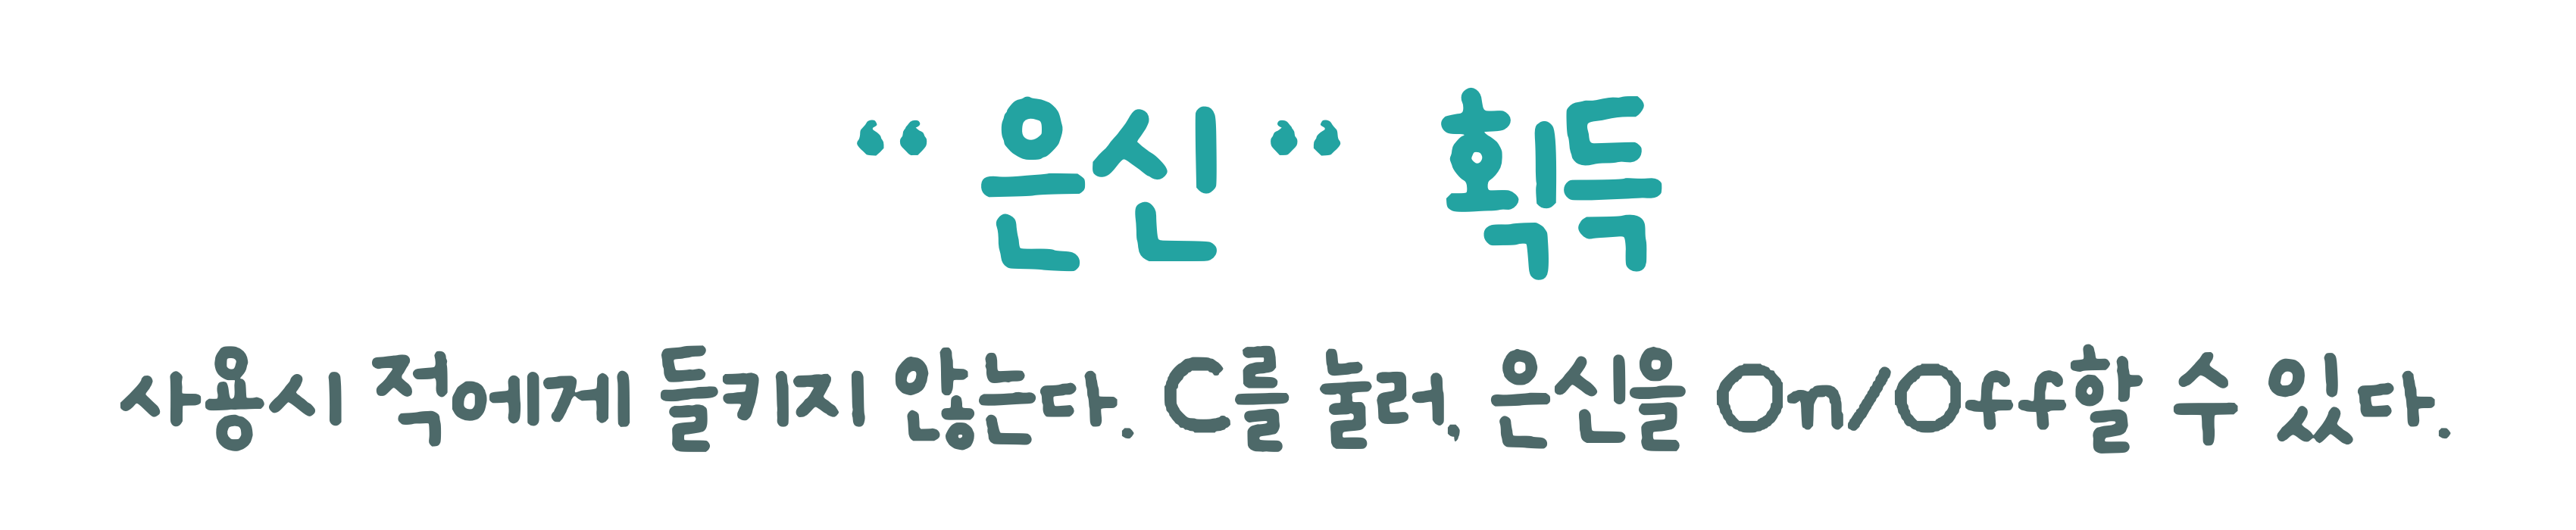 “ 은신 ” 획득
사용시 적에게 들키지 않는다. C를 눌러, 은신을 On/Off할 수 있다.